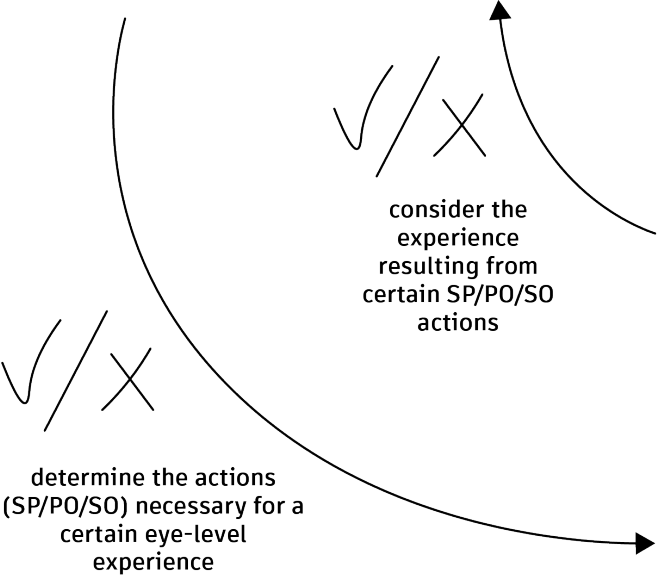 √/×
consider the
experience
resulting from
certain SP/PO/SO
actions
√/×
determine the actions
(SP/PO/SO) necessary for a
certain eye-level
experience